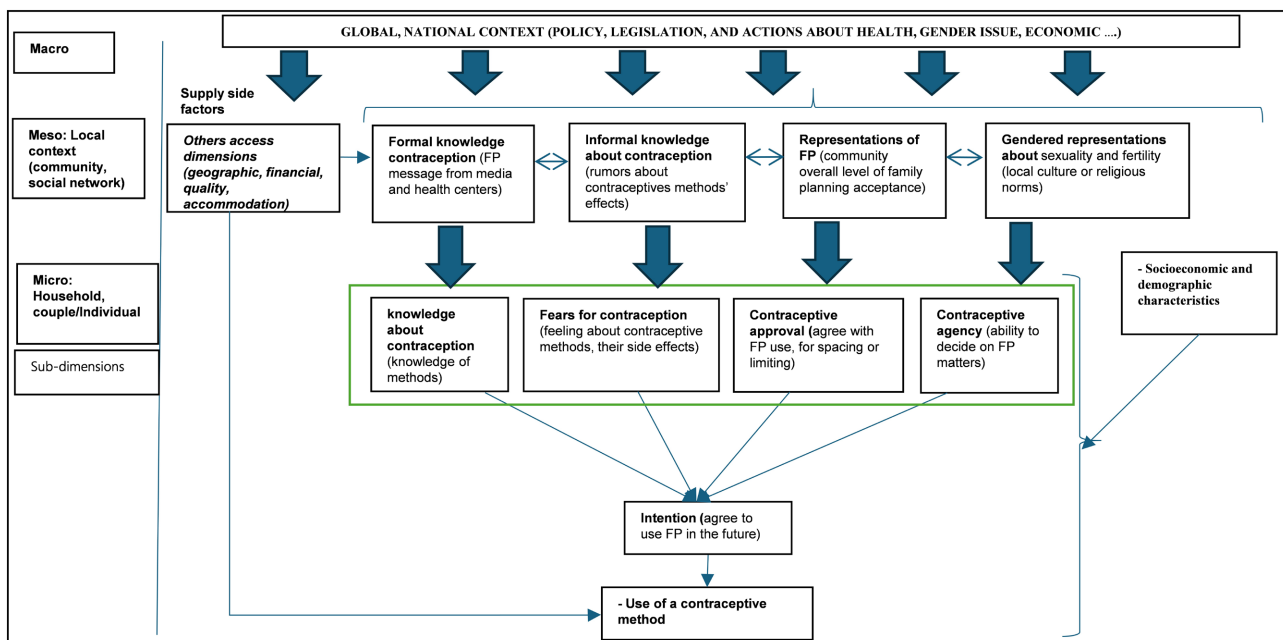 GLOBAL, NATIONAL CONTEXT (POLICY, LEGISLATION, AND ACTIONS ABOUT HEALTH, GENDER ISSUE, ECONOMIC ....)
Macro
Supply side
factors
Meso: Local
context
(community,
social network)
Others access
dimensions
(geographic, financial,
quality,
accommodation)
Formal knowledge
contraception (FP
message from media
and health centers)
Informal knowledge
about contraception
(rumors about
contraceptives methods'
effects)
Representations of
FP (community
overall level of family
planning acceptance)
Gendered representations
about sexuality and fertility
(local culture or religious
norms)
Micro:
Household,
couple/Individual
Sub-dimensions
knowledge
about
contraception
(knowledge of
methods)
Fears for contraception
(feeling about contraceptive
methods, their side effects)
Contraceptive
approval (agree with
FP use, for spacing or
limiting)
Contraceptive
agency (ability to
decide on FP
matters)
- Socioeconomic and
demographic
characteristics
Intention (agree to
use FP in the future)
- Use of a contraceptive
method